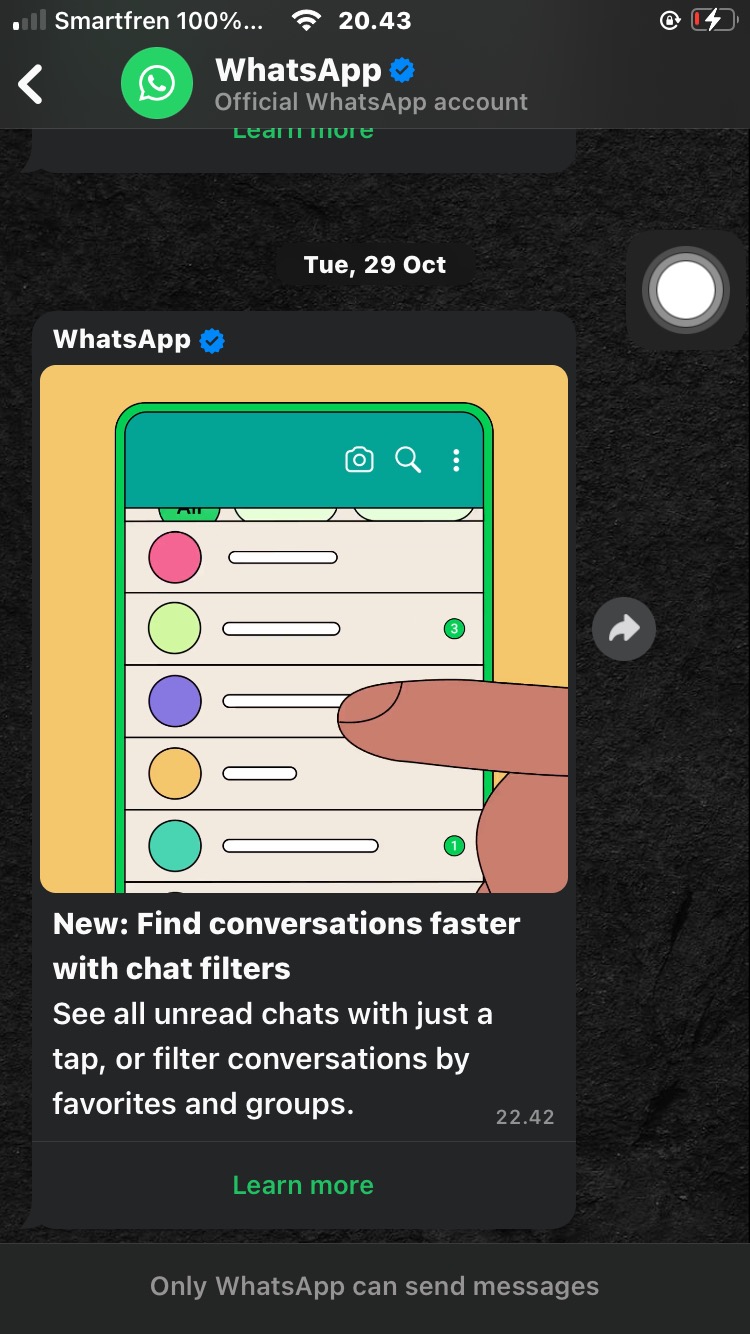 Smartfren 100%... 20.43
WhatsApp
Official WhatsApp account
Learn more
Tue, 29 Oct
WhatsApp
All
3
1
New: Find conversations faster
with chat filters
See all unread chats with just a
tap, or filter conversations by
favorites and groups.
22.42
Learn more
Only WhatsApp can send messages